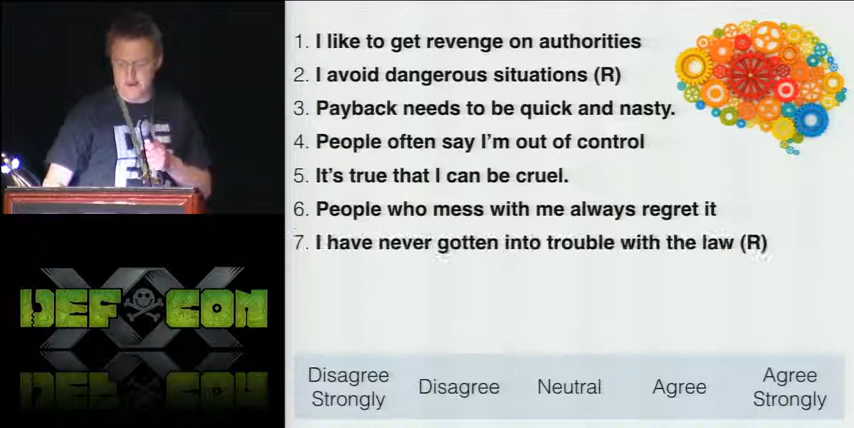 1. I like to get revenge on authorities
2. I avoid dangerous situations (R)
3. Payback needs to be quick and nasty.
4. People often say I'm out of control
5. It's true that I can be cruel.
6. People who mess with me always regret it
7. I have never gotten into trouble with the law (R)
DEF CON
XX
Disagree Strongly
Disagree
Neutral
Agree
Agree Strongly